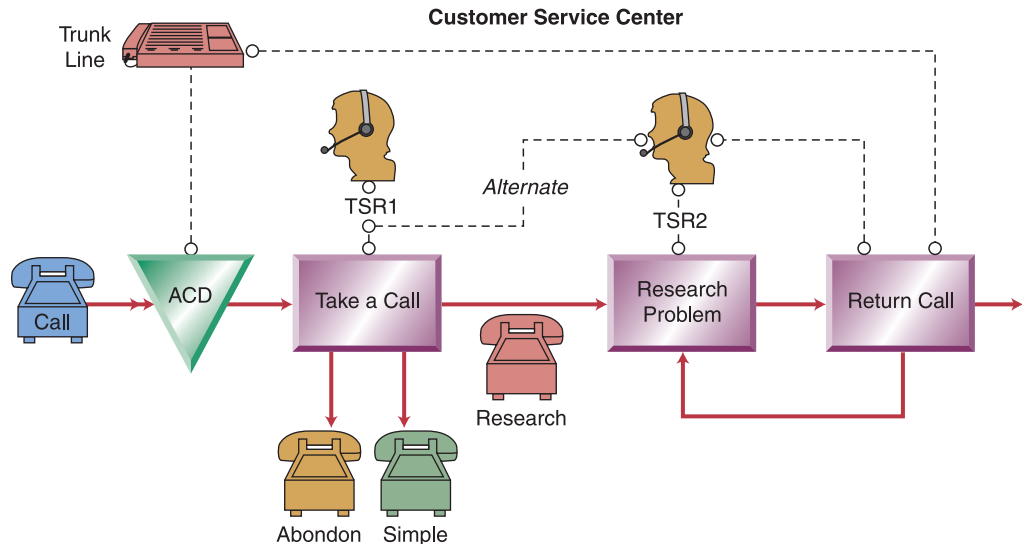 Customer Service Center
Trunk
Line
Alternate
TSR1
TSR2
Call
ACD
Take a Call
Research
Problem
Return Call
Research
Abondon
Simple